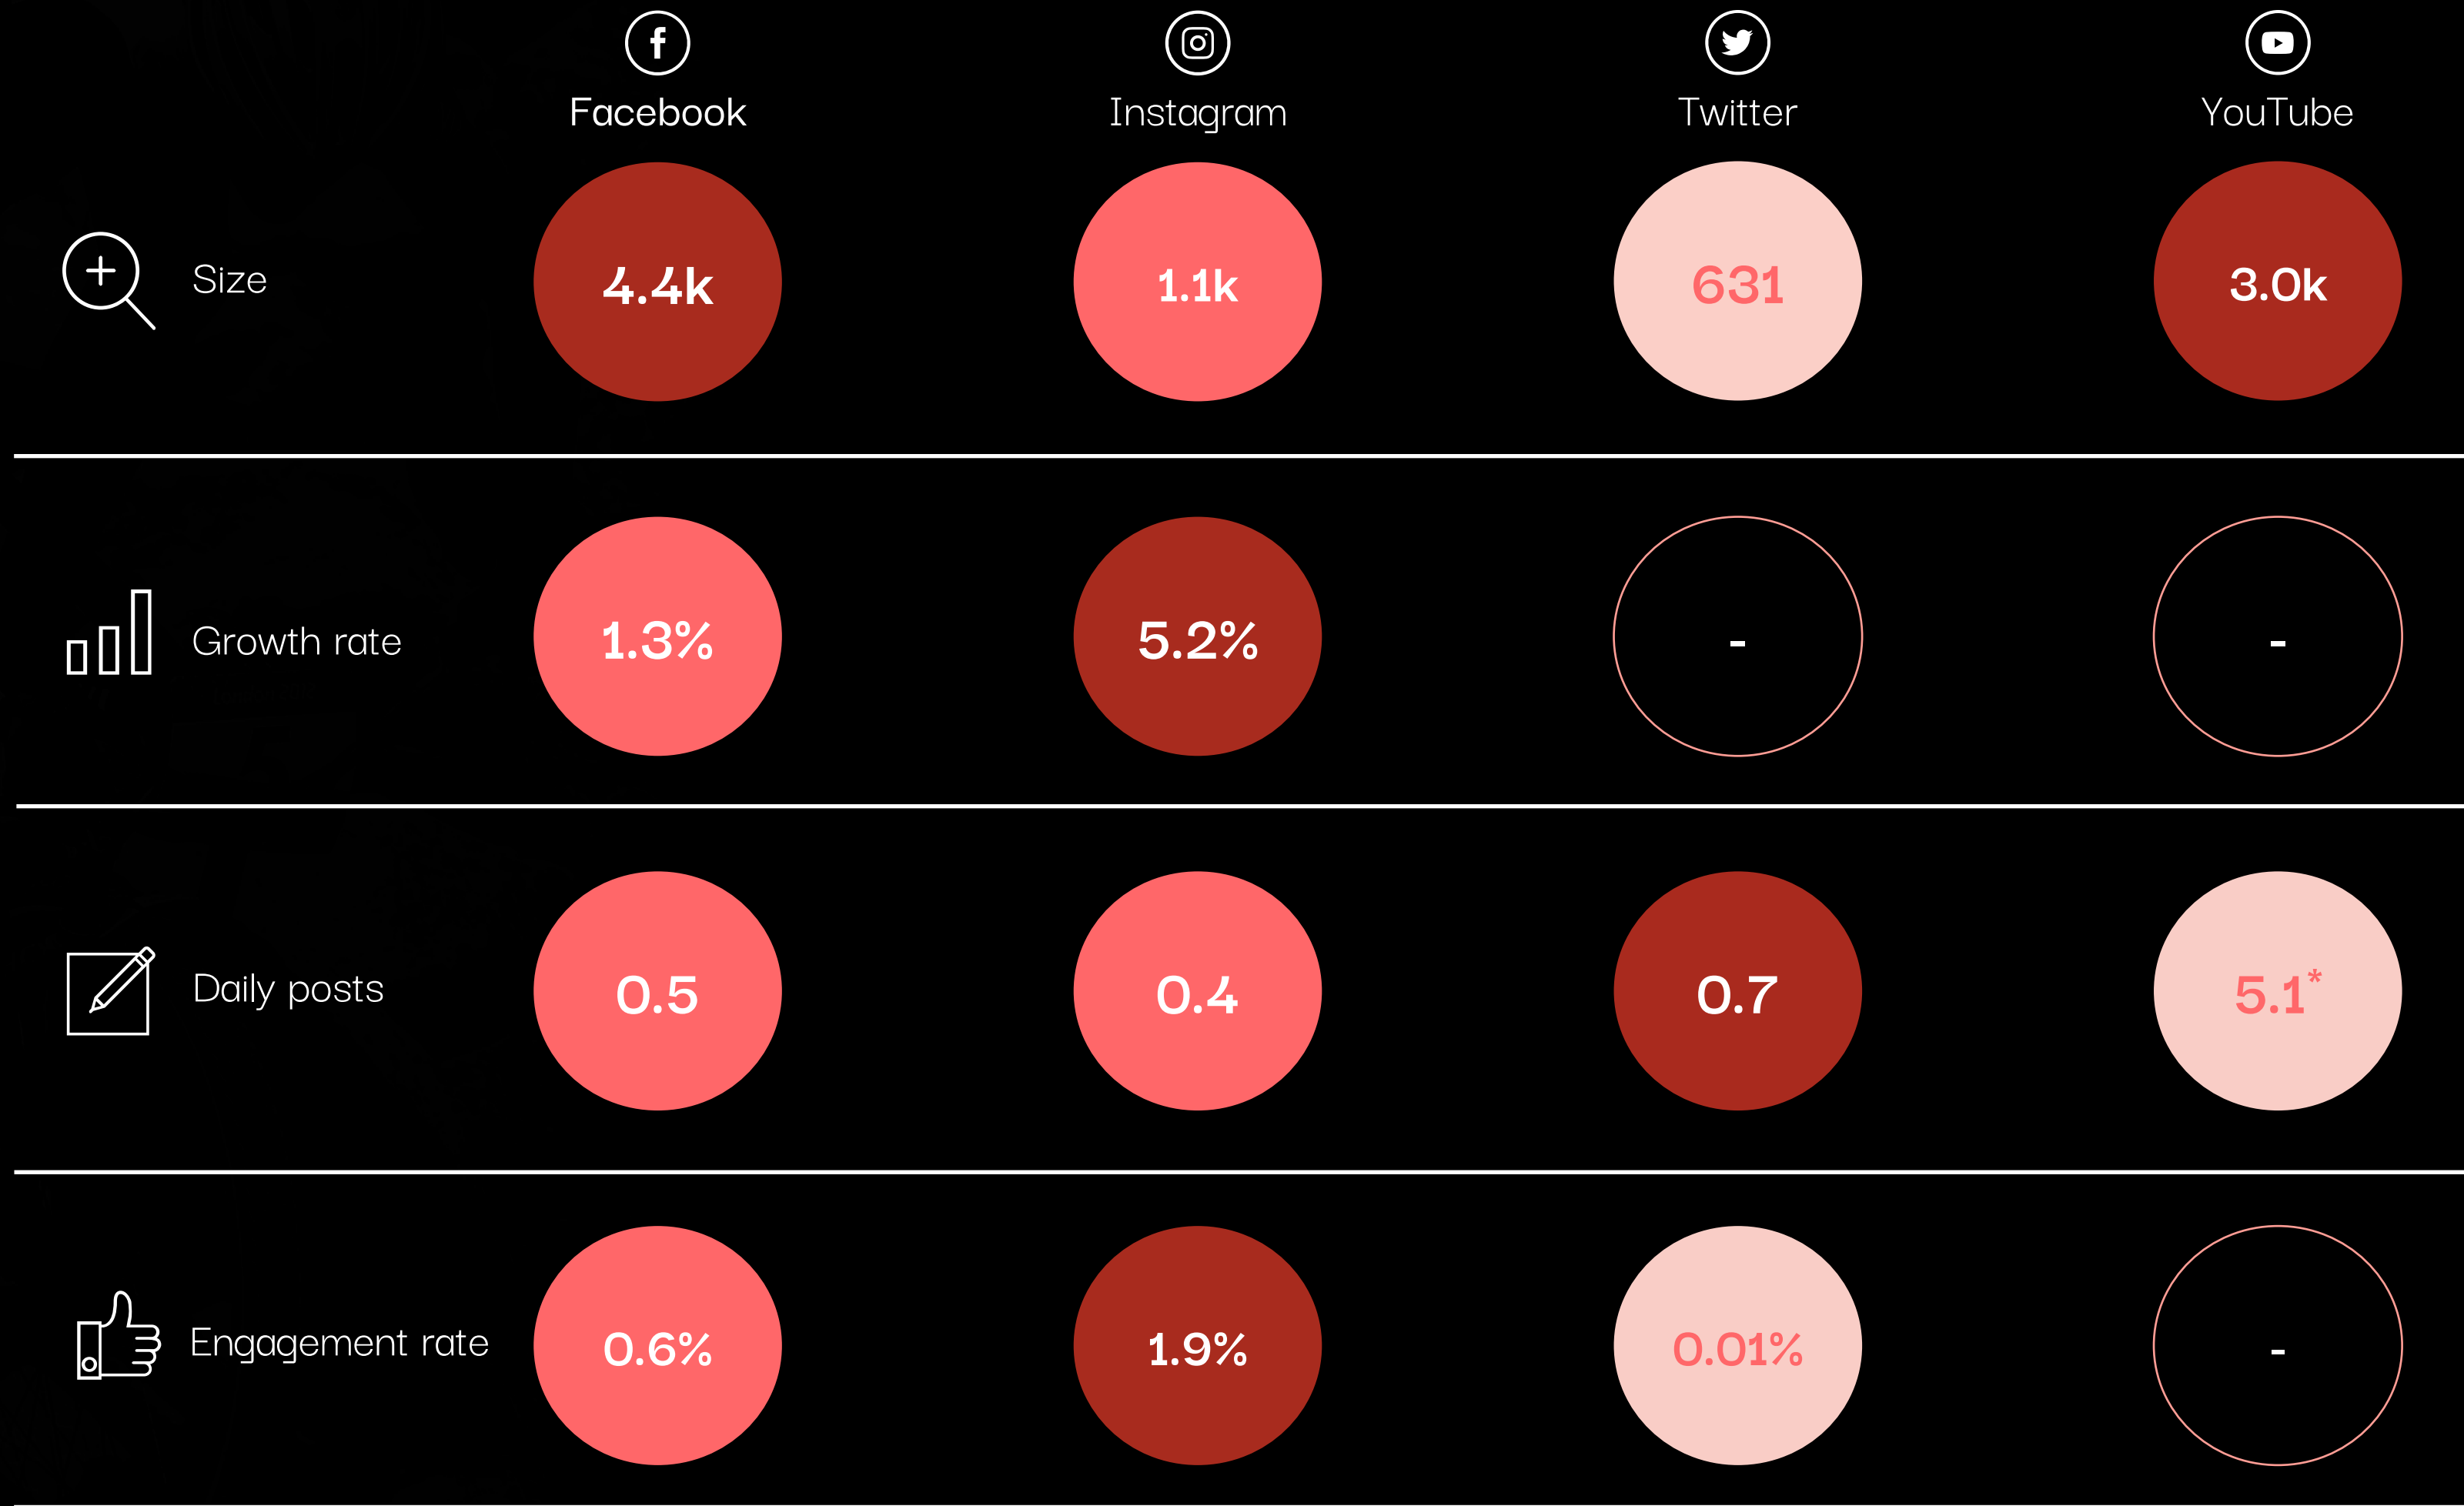 Facebook Instagram Twitter YouTube
Size 4.4k 1.1k 631 3.0k
Growth rate 1.3% 5.2% - -
Daily posts 0.5 0.4 0.7 5.1*
Engagement rate 0.6% 1.9% 0.01% -